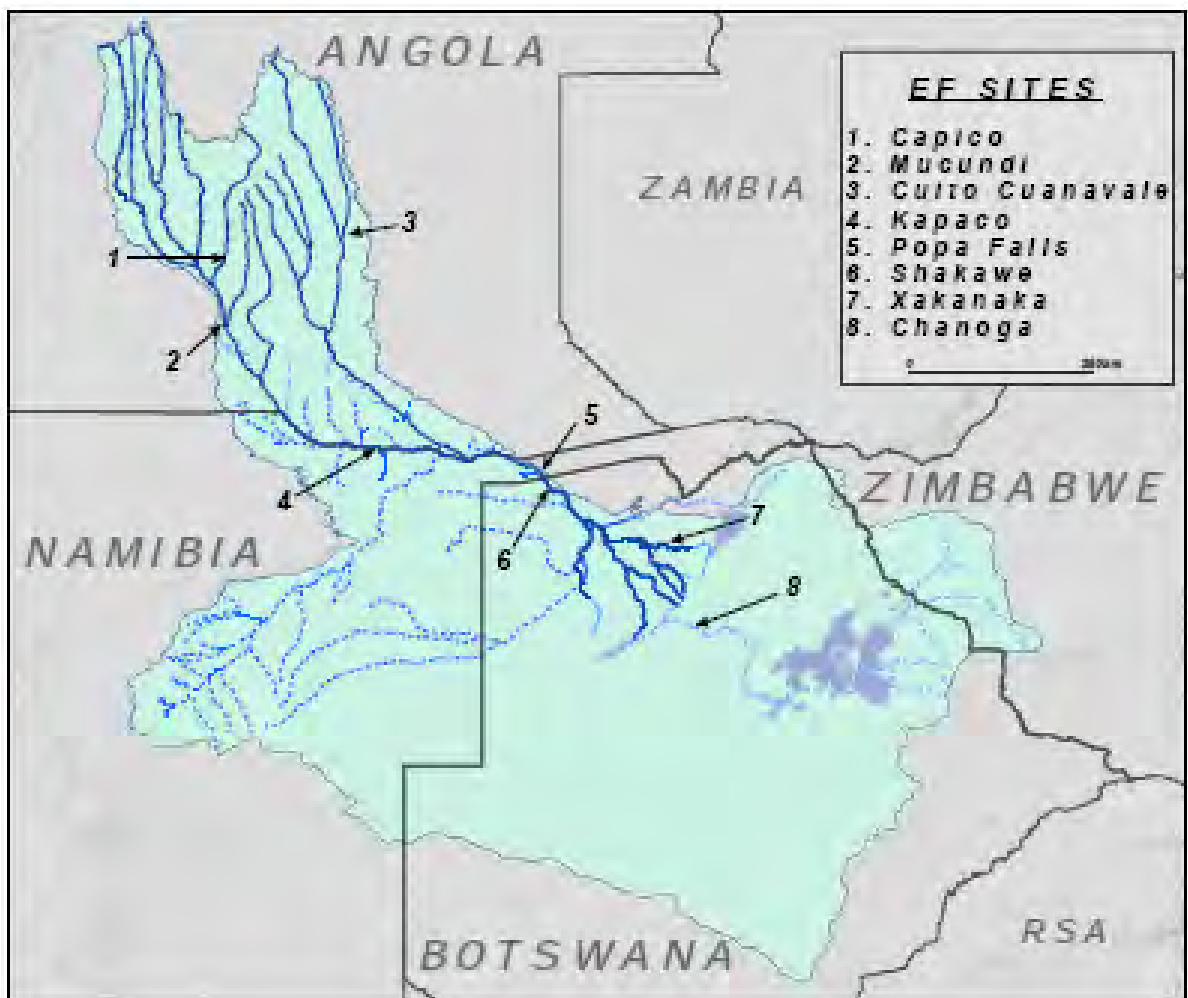 ANGOLA
EF SITES
1. Capico
2. Mucundi
3. Cuito Cuanavale
4. Kapaco
5. Popa Falls
6. Shakawe
7. Xakanaka
8. Chanoga
0
ZAMBIA
3
1
2
5
4
ZIMBABWE
7
NAMIBIA
6
8
BOTSWANA
RSA